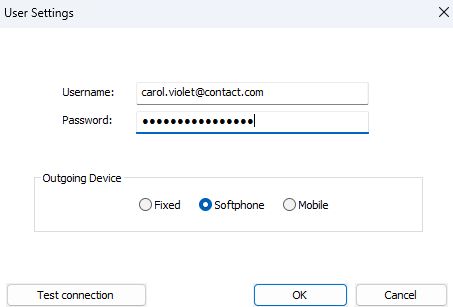 User Settings
Username: carol.violet@contact.com
Password: ●●●●●●●●●●●●●●●●
Outgoing Device
Fixed Softphone Mobile
Test connection OK Cancel